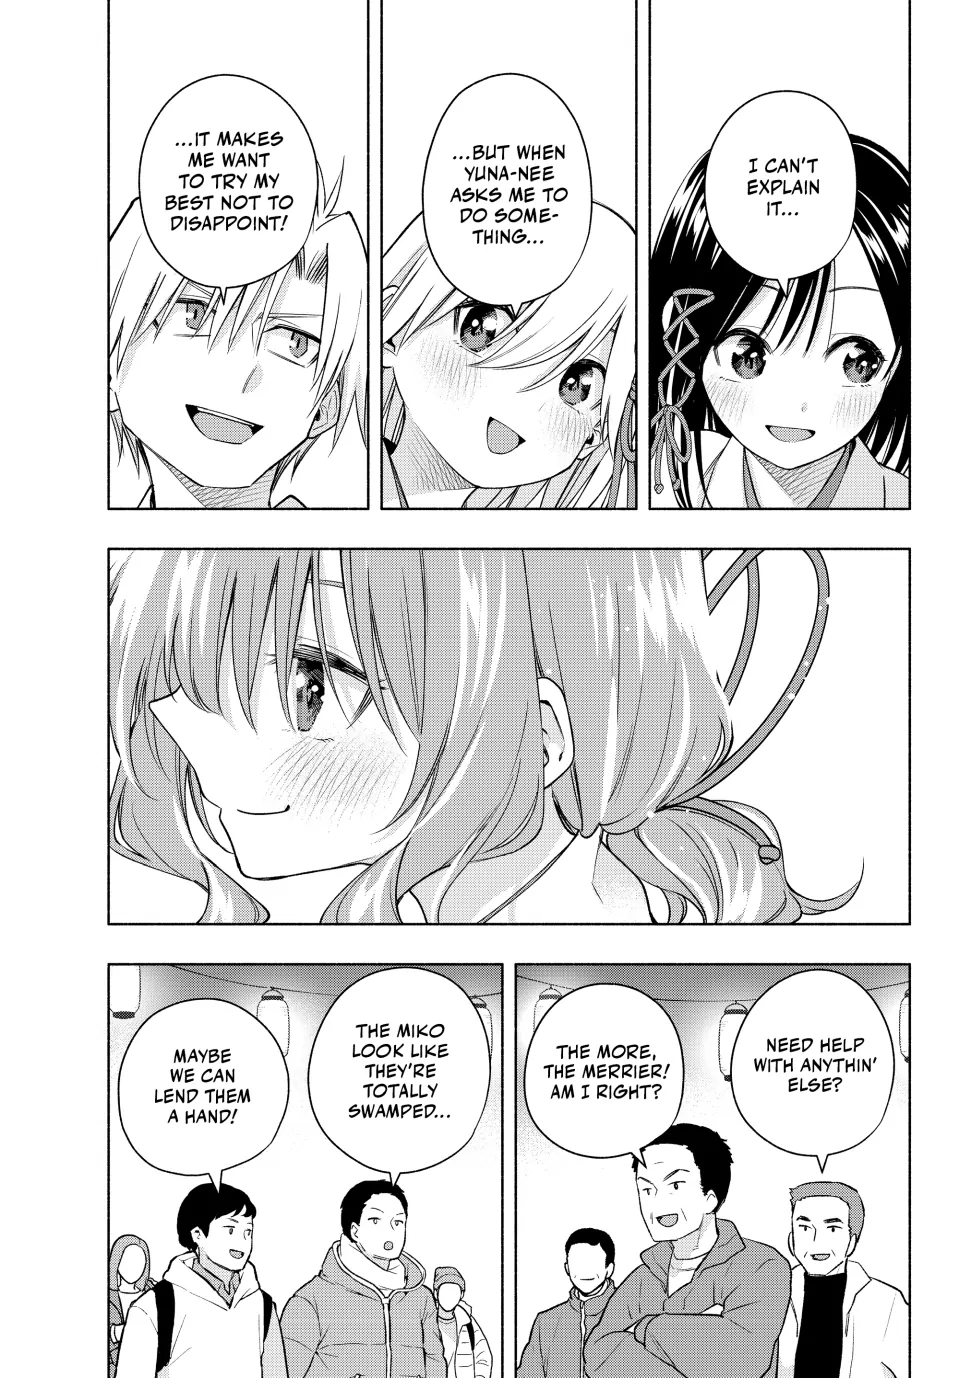 I CAN'T
EXPLAIN
IT...
...BUT WHEN
YUNA-NEE
ASKS ME TO
DO SOME-
THING...
...IT MAKES
ME WANT
TO TRY MY
BEST NOT TO
DISAPPOINT!
NEED HELP
WITH ANYTHIN'
ELSE?
THE MORE,
THE MERRIER!
AM I RIGHT?
THE MIKO
LOOK LIKE
THEY'RE
TOTALLY
SWAMPED...
MAYBE
WE CAN
LEND THEM
A HAND!